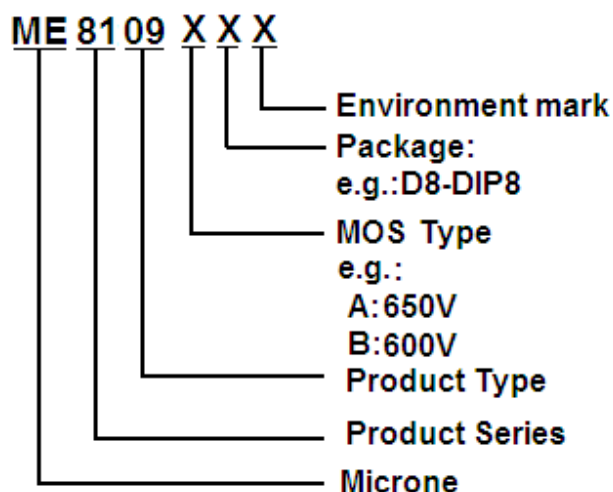 ME 81 09 X X X
Environment mark
Package:
e.g.:D8-DIP8
MOS Type
e.g.:
A:650V
B:600V
Product Type
Product Series
Microne